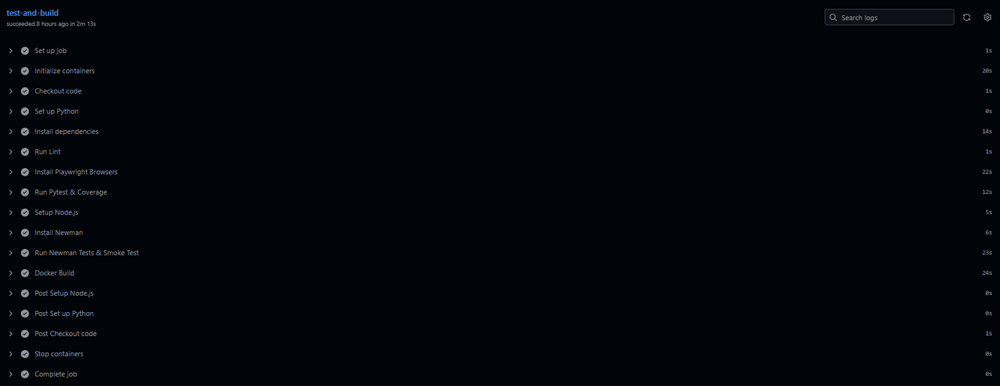 test-and-build
succeeded 8 hours ago in 2m 13s
Search logs
Set up job 1s
Initialize containers 20s
Checkout code 1s
Set up Python 0s
Install dependencies 14s
Run Lint 1s
Install Playwright Browsers 22s
Run Pytest & Coverage 12s
Setup Node.js 5s
Install Newman 6s
Run Newman Tests & Smoke Test 23s
Docker Build 24s
Post Setup Node.js 0s
Post Set up Python 0s
Post Checkout code 1s
Stop containers 0s
Complete job 0s